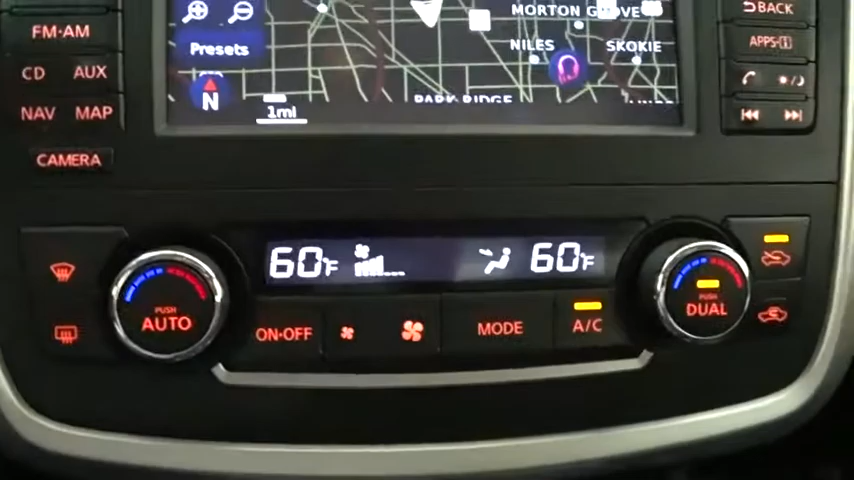 FM·AM
CD AUX
NAV MAP
CAMERA
Presets
N
1mi
MORTON GROVE
NILES SKOKIE
PARK RIDGE
BACK
APPS·i
60°F
60°F
PUSH
AUTO
ON·OFF
MODE
A/C
PUSH
DUAL